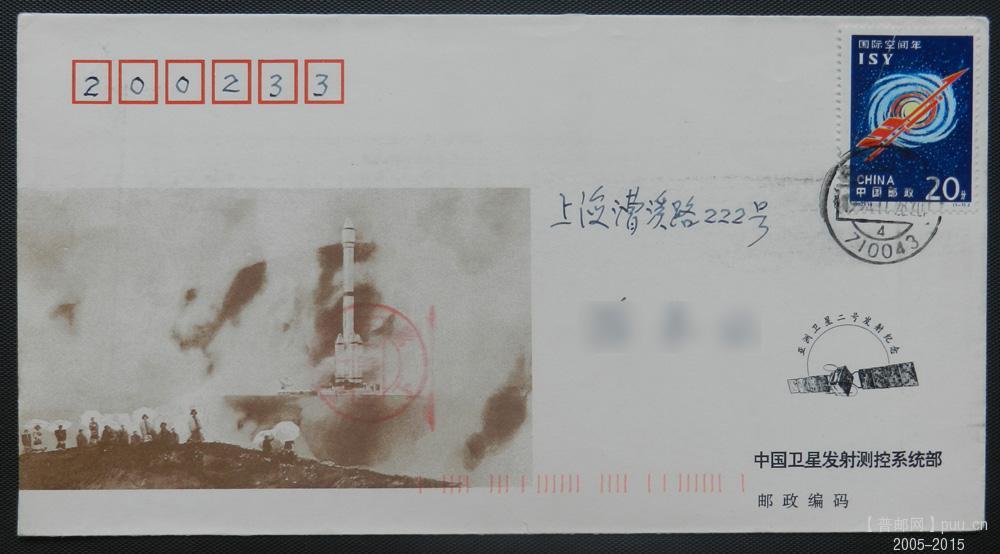 200233
国际空间年
ISY
CHINA
中国邮政
20分
4
710043
上海漕溪路222号
亚洲卫星二号发射纪念
中国卫星发射测控系统部
邮政编码
【普邮网】puu.cn
2005-2015